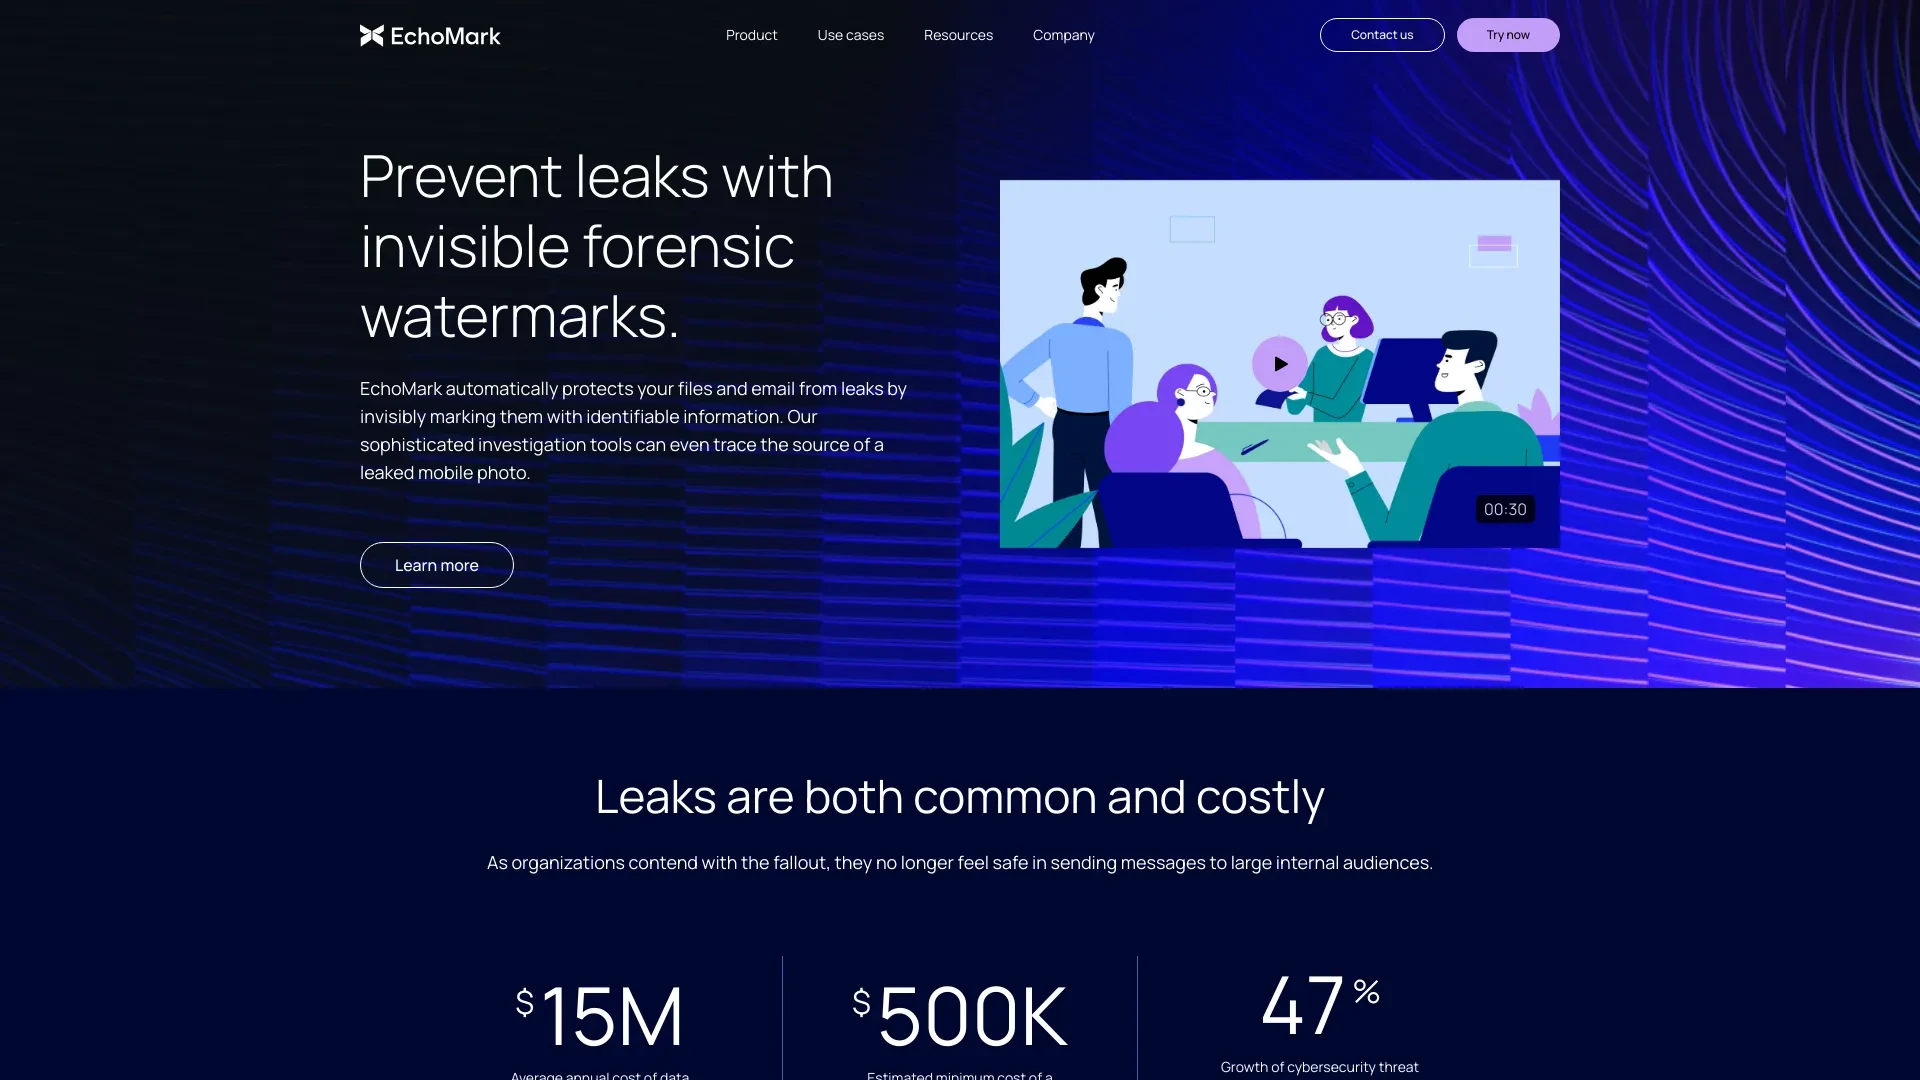 EchoMark
Product
Use cases
Resources
Company
Contact us
Try now
Prevent leaks with
invisible forensic
watermarks.
EchoMark automatically protects your files and email from leaks by
invisibly marking them with identifiable information. Our
sophisticated investigation tools can even trace the source of a
leaked mobile photo.
Learn more
00:30
Leaks are both common and costly
As organizations contend with the fallout, they no longer feel safe in sending messages to large internal audiences.
$15M
Average annual cost of data
$500K
Estimated minimum cost of a
47%
Growth of cybersecurity threat